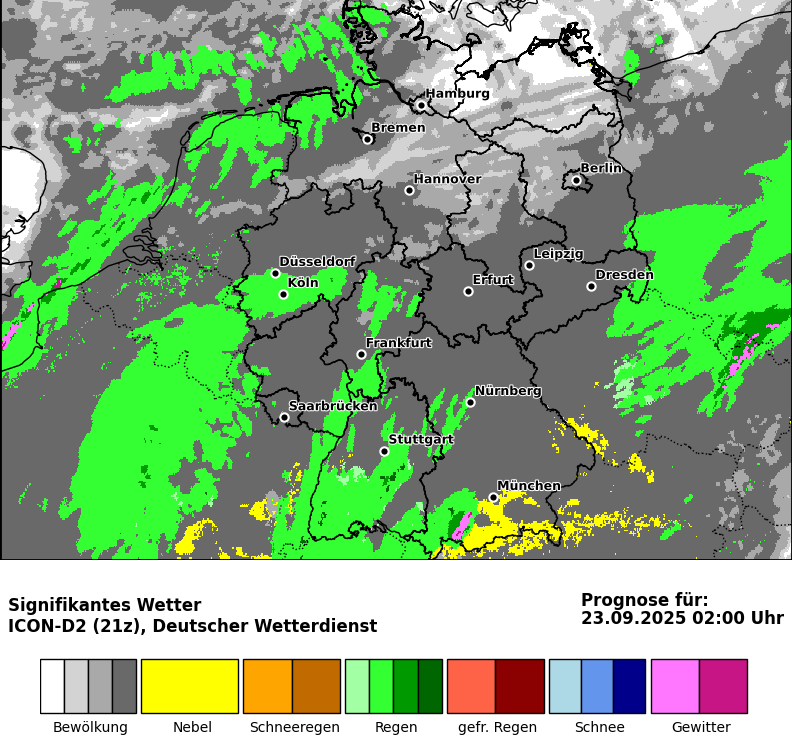 Hamburg
Bremen
Berlin
Hannover
Leipzig
Düsseldorf
Dresden
Köln
Erfurt
Frankfurt
Nürnberg
Saarbrücken
Stuttgart
München
Signifikantes Wetter
ICON-D2 (21z), Deutscher Wetterdienst
Prognose für:
23.09.2025 02:00 Uhr
Bewölkung
Nebel
Schneeregen
Regen
gefr. Regen
Schnee
Gewitter